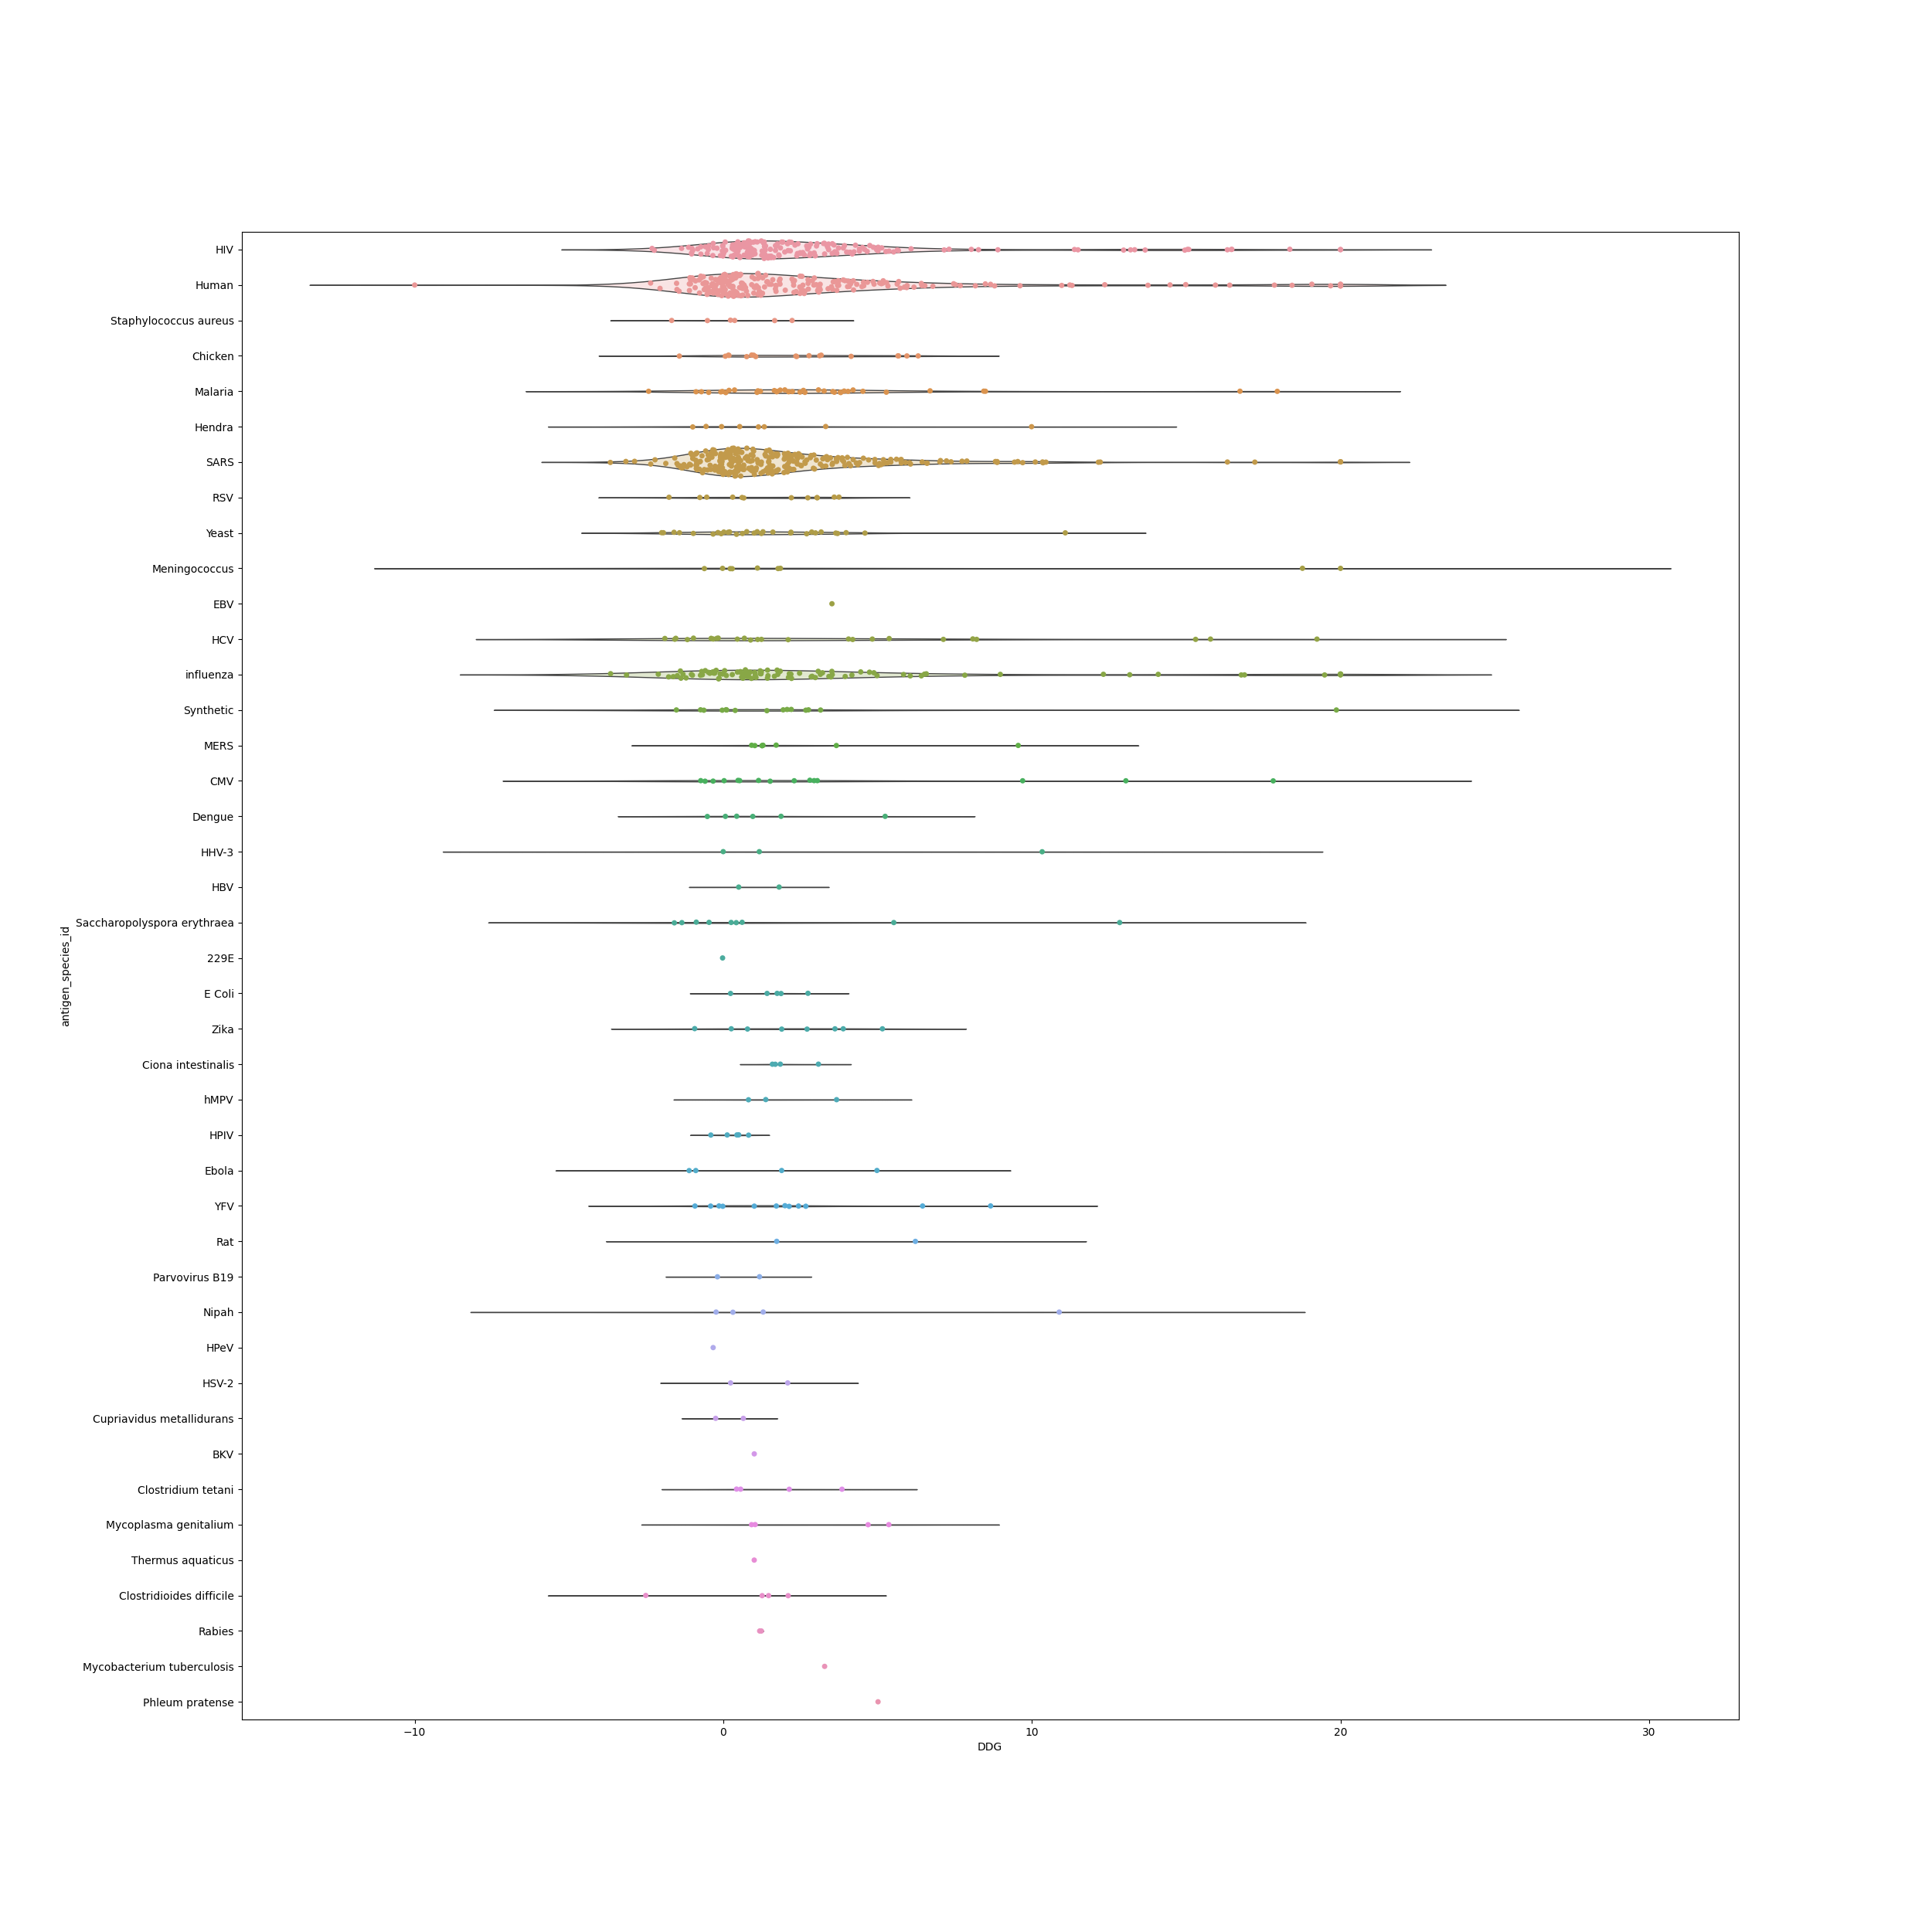 HIV
Human
Staphylococcus aureus
Chicken
Malaria
Hendra
SARS
RSV
Yeast
Meningococcus
EBV
HCV
influenza
Synthetic
MERS
CMV
Dengue
HHV-3
HBV
Saccharopolyspora erythraea
229E
E Coli
Zika
Ciona intestinalis
hMPV
HPIV
Ebola
YFV
Rat
Parvovirus B19
Nipah
HPeV
HSV-2
Cupriavidus metallidurans
BKV
Clostridium tetani
Mycoplasma genitalium
Thermus aquaticus
Clostridioides difficile
Rabies
Mycobacterium tuberculosis
Phleum pratense
antigen_species_id
−10 0 10 20 30
DDG